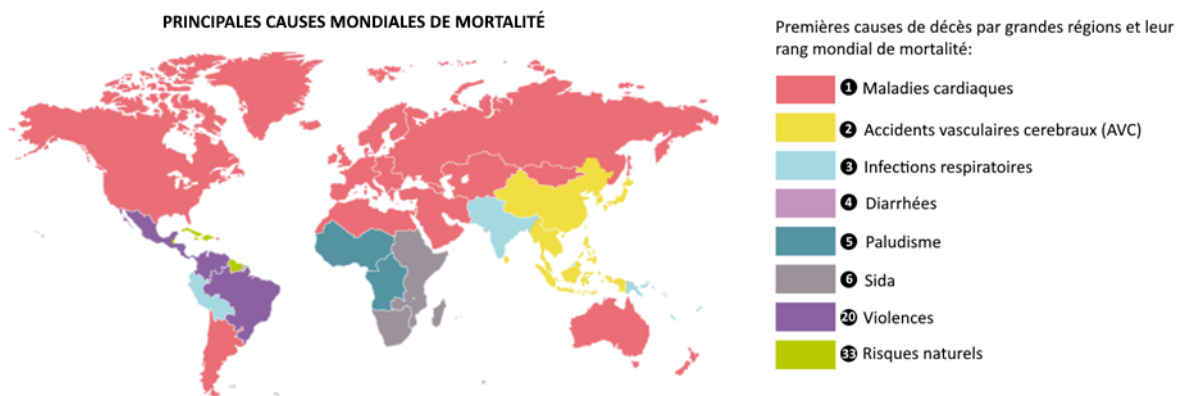 PRINCIPALES CAUSES MONDIALES DE MORTALITÉ
Premières causes de décès par grandes régions et leur
rang mondial de mortalité:
1 Maladies cardiaques
2 Accidents vasculaires cerebraux (AVC)
3 Infections respiratoires
4 Diarrhées
5 Paludisme
6 Sida
20 Violences
33 Risques naturels